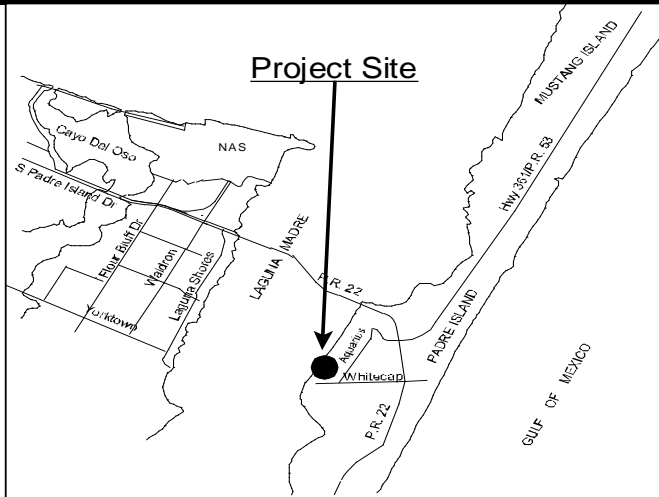 Project Site
MUSTANG ISLAND
Cayo Del Oso
NAS
S Padre Island Dr
Hwy 361/P.R. 53
Flour Bluff Dr
Waldron
Laguna Shores
LAGUNA MADRE
P.R. 22
Yorktown
Aquarius
PADRE ISLAND
Whitecap
P.R. 22
GULF OF MEXICO